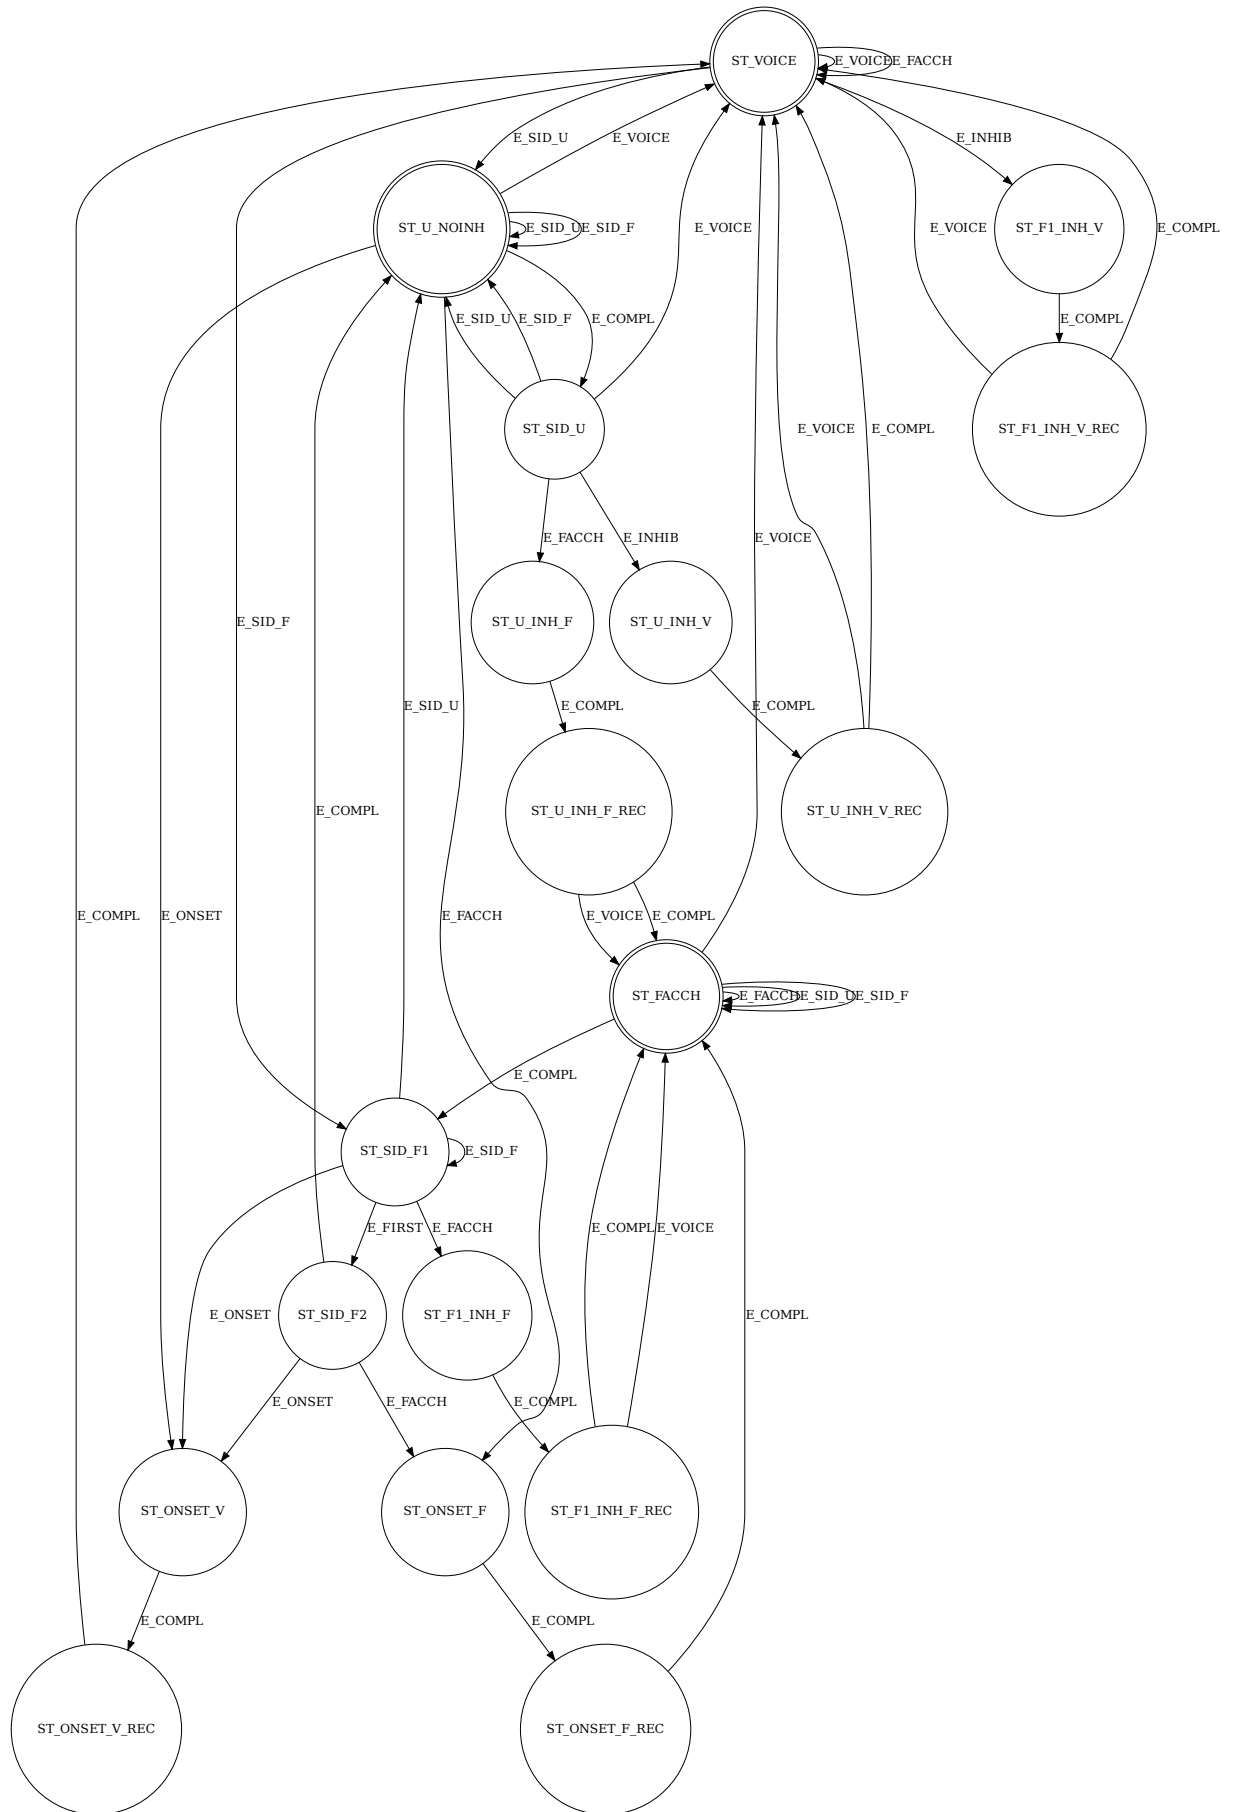 ST_VOICE
E_VOICE
E_FACCH
E_SID_U
E_VOICE
E_INHIB
ST_U_NOINH
E_SID_U
E_SID_F
E_VOICE
ST_F1_INH_V
E_VOICE
E_COMPL
E_SID_U
E_SID_F
E_COMPL
E_COMPL
ST_SID_U
E_VOICE
E_COMPL
ST_F1_INH_V_REC
E_FACCH
E_INHIB
E_VOICE
E_SID_F
ST_U_INH_F
ST_U_INH_V
E_SID_U
E_COMPL
E_COMPL
E_COMPL
ST_U_INH_F_REC
ST_U_INH_V_REC
E_COMPL
E_ONSET
E_FACCH
E_VOICE
E_COMPL
ST_FACCH
E_FACCH
E_SID_U
E_SID_F
E_COMPL
ST_SID_F1
E_SID_F
E_FIRST
E_FACCH
E_COMPL
E_VOICE
E_ONSET
ST_SID_F2
ST_F1_INH_F
E_COMPL
E_ONSET
E_FACCH
E_COMPL
ST_ONSET_V
ST_ONSET_F
ST_F1_INH_F_REC
E_COMPL
E_COMPL
ST_ONSET_V_REC
ST_ONSET_F_REC